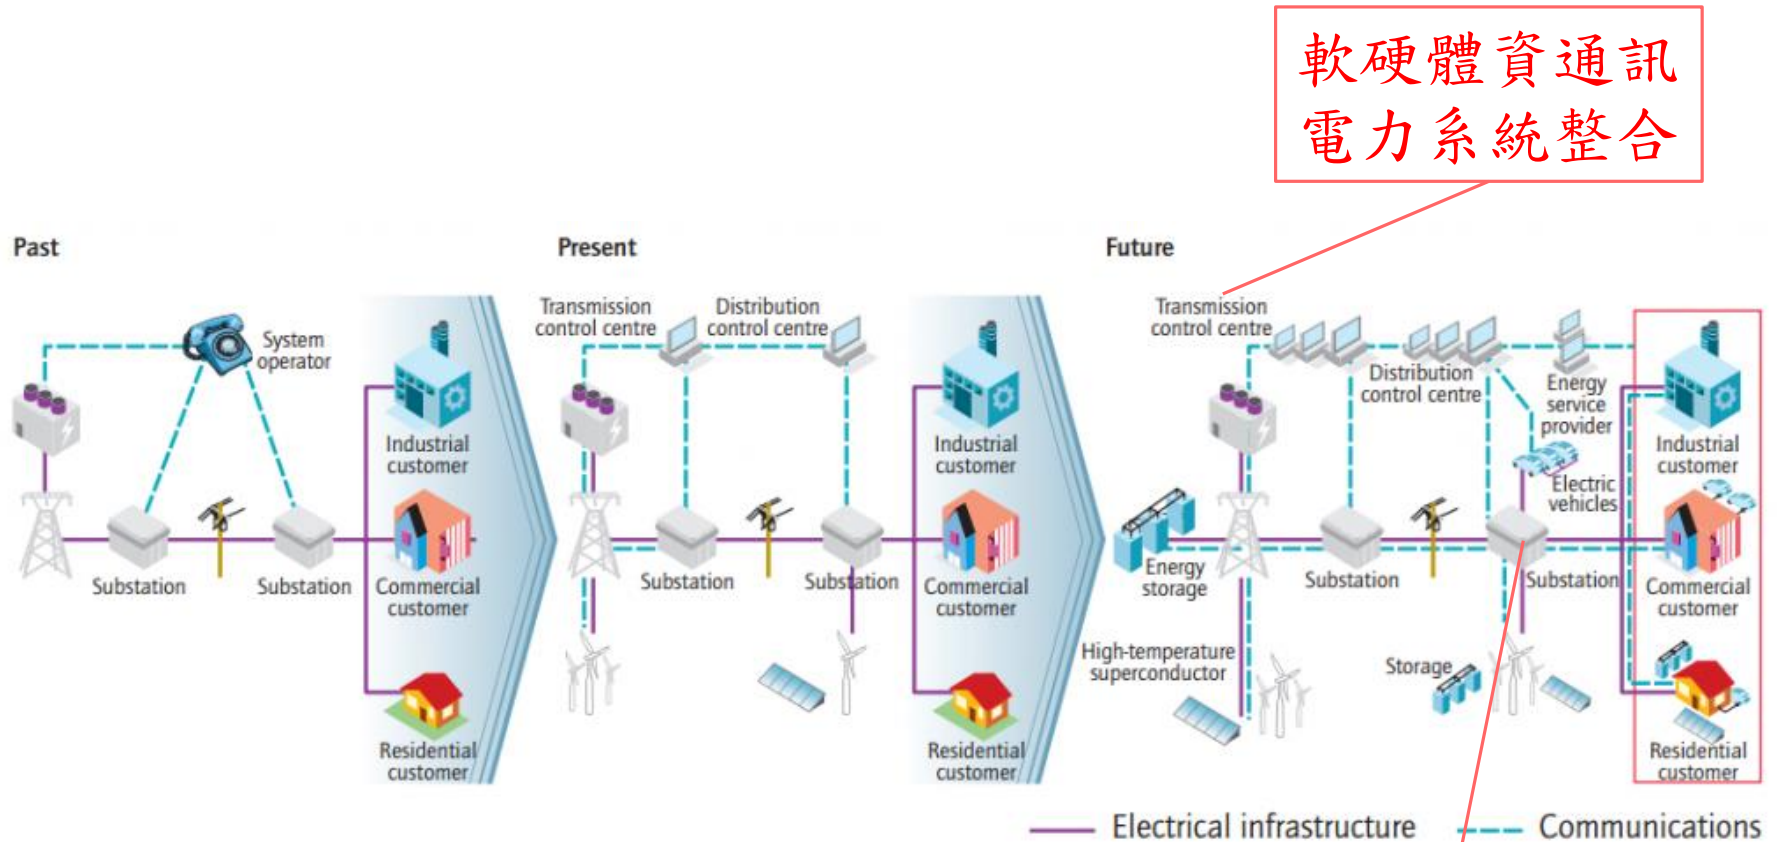 軟硬體資通訊
電力系統整合
Past
System
operator
Substation
Substation
Industrial
customer
Commercial
customer
Residential
customer
Present
Transmission
control centre
Distribution
control centre
Substation
Substation
Industrial
customer
Commercial
customer
Residential
customer
Future
Transmission
control centre
Distribution
control centre
Energy
service
provider
Electric
vehicles
Energy
storage
Substation
Substation
High-temperature
superconductor
Storage
Industrial
customer
Commercial
customer
Residential
customer
Electrical infrastructure
Communications